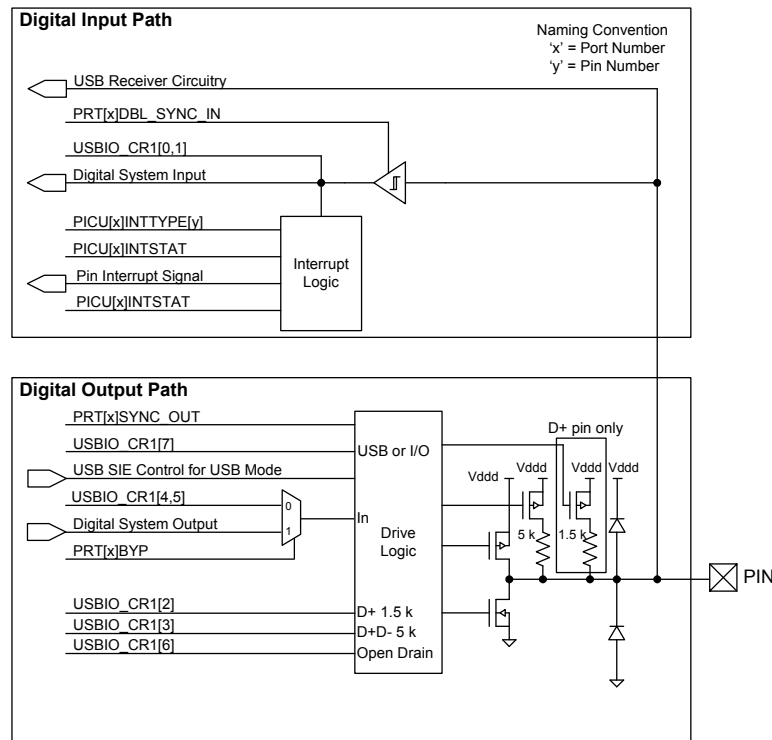 Digital Input Path
Naming Convention
‘x’ = Port Number
‘y’ = Pin Number
USB Receiver Circuitry
PRT[x]DBL_SYNC_IN
USBIO_CR1[0,1]
Digital System Input
PICU[x]INTTYPE[y]
PICU[x]INTSTAT
Pin Interrupt Signal
PICU[x]INTSTAT
Interrupt
Logic
Digital Output Path
PRT[x]SYNC_OUT
USBIO_CR1[7]
USB SIE Control for USB Mode
USBIO_CR1[4,5]
Digital System Output
PRT[x]BYP
0
1
USB or I/O
In
Drive
Logic
D+ pin only
Vddd
Vddd
Vddd
Vddd
5 k
1.5 k
PIN
USBIO_CR1[2]
USBIO_CR1[3]
USBIO_CR1[6]
D+ 1.5 k
D+D- 5 k
Open Drain